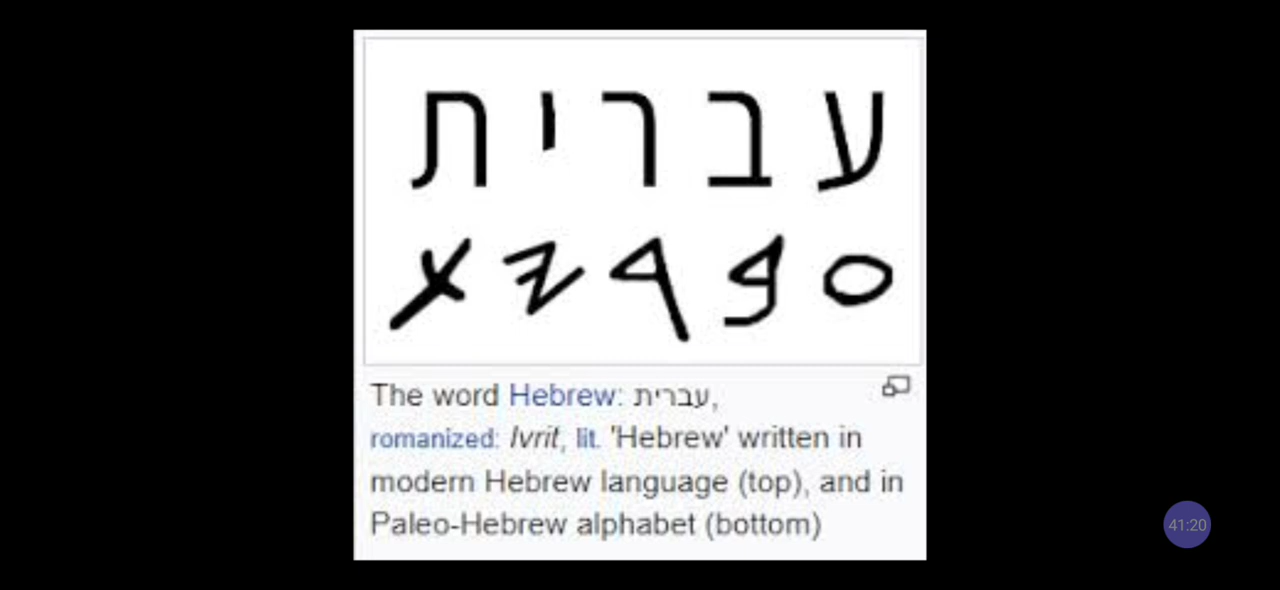 עברית
𐤏𐤁𐤓𐤉𐤕
The word Hebrew: עברית,
romanized: Ivrit, lit. 'Hebrew' written in
modern Hebrew language (top), and in
Paleo-Hebrew alphabet (bottom)
41:20